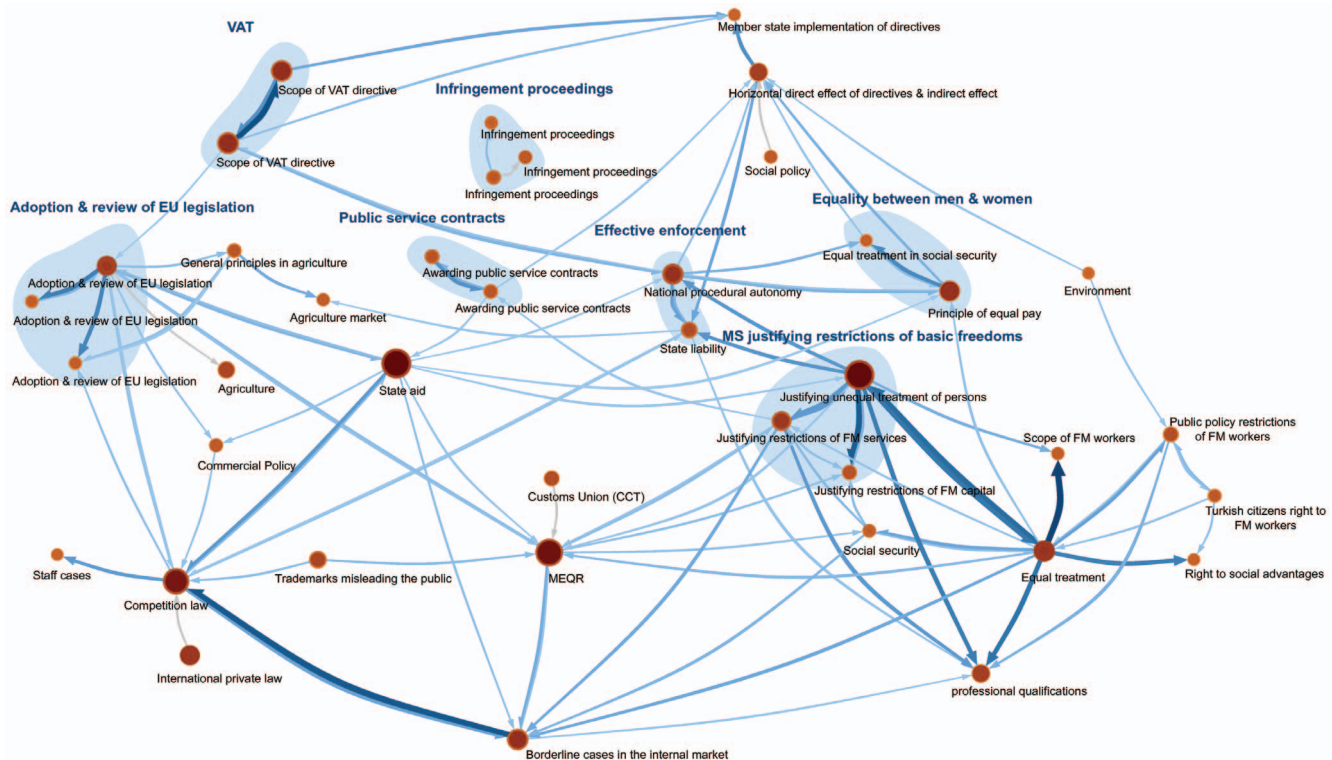 VAT
Member state implementation of directives
Scope of VAT directive
Infringement proceedings
Horizontal direct effect of directives & indirect effect
Infringement proceedings
Scope of VAT directive
Infringement proceedings
Social policy
Infringement proceedings
Adoption & review of EU legislation
Public service contracts
Equality between men & women
Effective enforcement
General principles in agriculture
Awarding public service contracts
Equal treatment in social security
Adoption & review of EU legislation
National procedural autonomy
Environment
Adoption & review of EU legislation
Agriculture market
Awarding public service contracts
Principle of equal pay
MS justifying restrictions of basic freedoms
State liability
Adoption & review of EU legislation
Agriculture
State aid
Justifying unequal treatment of persons
Justifying restrictions of FM services
Scope of FM workers
Public policy restrictions
of FM workers
Commercial Policy
Customs Union (CCT)
Justifying restrictions of FM capital
Turkish citizens right to
FM workers
Social security
Staff cases
Trademarks misleading the public
MEQR
Equal treatment
Right to social advantages
Competition law
International private law
professional qualifications
Borderline cases in the internal market